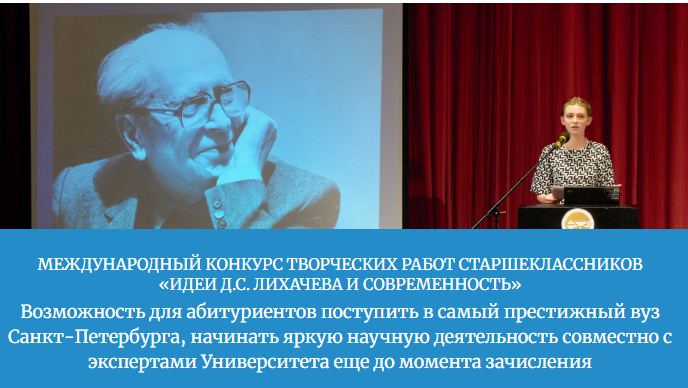 МЕЖДУНАРОДНЫЙ КОНКУРС ТВОРЧЕСКИХ РАБОТ СТАРШЕКЛАССНИКОВ
«ИДЕИ Д.С. ЛИХАЧЕВА И СОВРЕМЕННОСТЬ»
Возможность для абитуриентов поступить в самый престижный вуз
Санкт-Петербурга, начинать яркую научную деятельность совместно с
экспертами Университета еще до момента зачисления